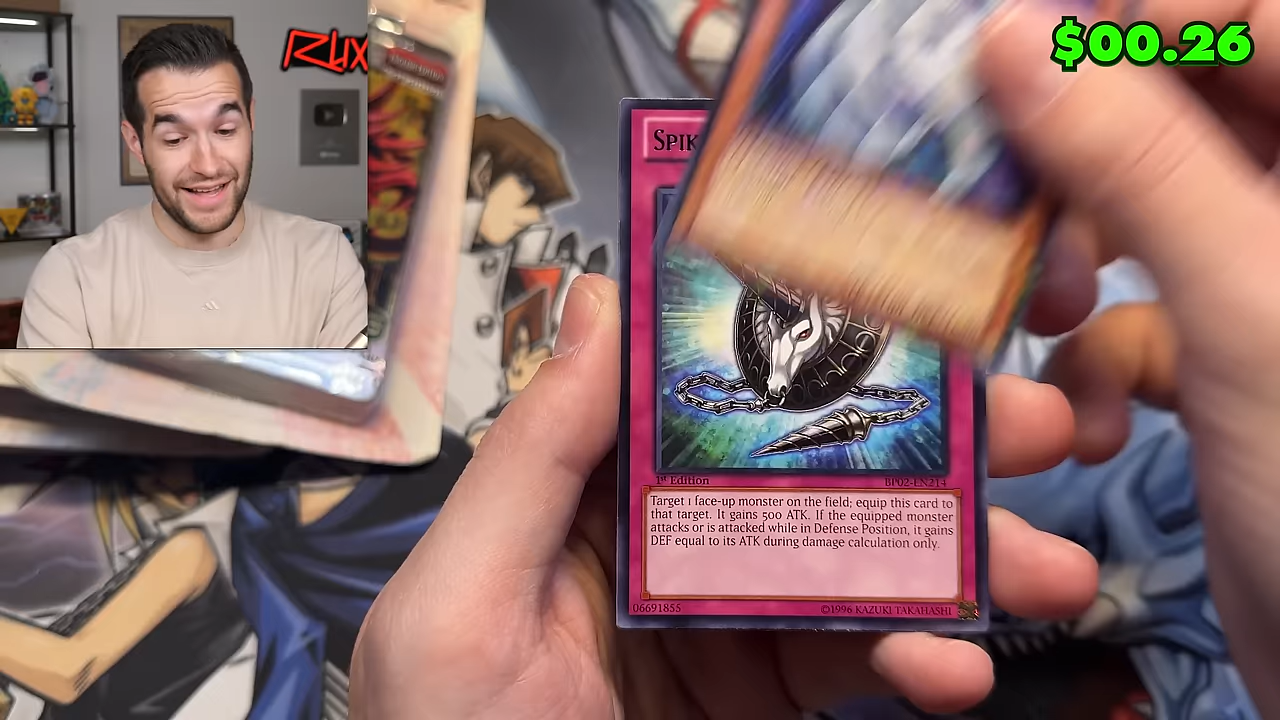 $00.26
SPIK
1st Edition
BP02-EN214
Target 1 face-up monster on the field; equip this card to
that target. It gains 500 ATK. If the equipped monster
attacks or is attacked while in Defense Position, it gains
DEF equal to its ATK during damage calculation only.
06691855
©1996 KAZUKI TAKAHASHI